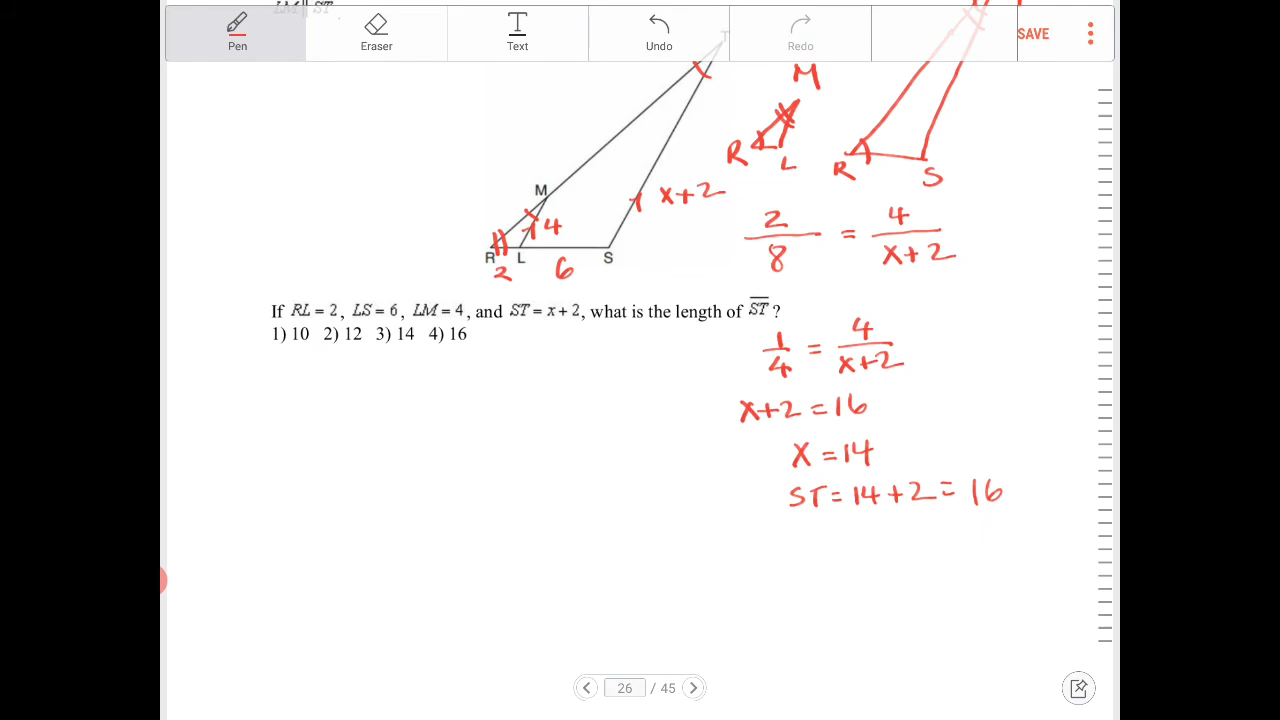 LM || ST
Pen Eraser Text Undo Redo SAVE
T
M
R L
R S
M
4
x+2
R L S
2 6
2/8 = 4/x+2
If RL = 2, LS = 6, LM = 4, and ST = x + 2, what is the length of S̅T̅?
1) 10 2) 12 3) 14 4) 16
1/4 = 4/x+2
x+2 = 16
x = 14
ST = 14 + 2 = 16
26 / 45